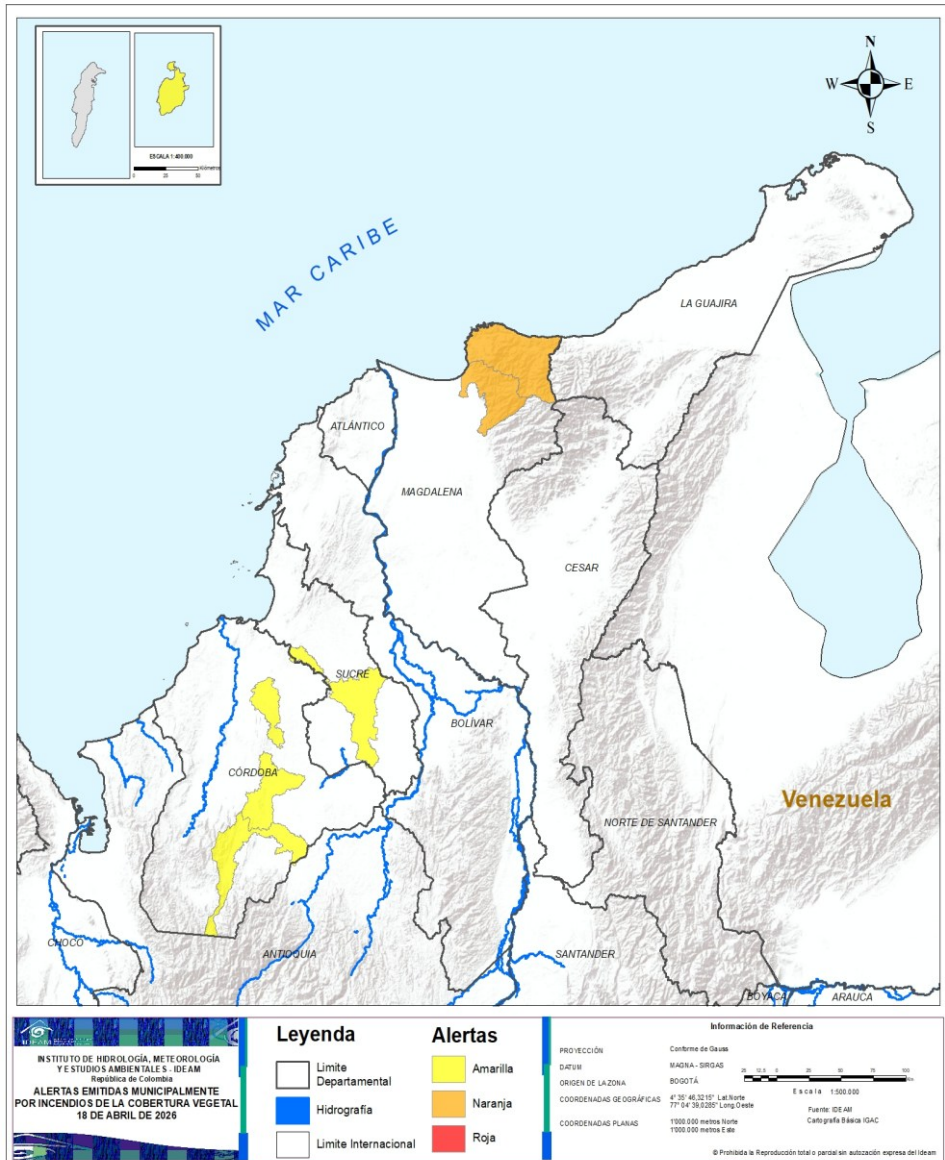 ESCALA 1:400.000
Kilómetros
N
W
E
S
MAR CARIBE
LA GUAJIRA
ATLÁNTICO
MAGDALENA
CESAR
SUCRE
BOLÍVAR
CÓRDOBA
Venezuela
NORTE DE SANTANDER
CHOCO
ANTIOQUIA
SANTANDER
BOYACÁ
ARAUCA
IDEAM
INSTITUTO DE HIDROLOGÍA, METEOROLOGÍA
Y ESTUDIOS AMBIENTALES - IDEAM
República de Colombia
ALERTAS EMITIDAS MUNICIPALMENTE
POR INCENDIOS DE LA COBERTURA VEGETAL
18 DE ABRIL DE 2026
Leyenda
Limite
Departamental
Hidrografía
Limite Internacional
Alertas
Amarilla
Naranja
Roja
Información de Referencia
PROYECCIÓN Conforme de Gauss
DATUM MAGNA - SIRGAS
ORIGEN DE LA ZONA BOGOTÁ
COORDENADAS GEOGRÁFICAS 4° 35' 46,3215" Lat.Norte
77° 04' 39,0285" Long.Oeste
COORDENADAS PLANAS 1'000.000 metros Norte
1'000.000 metros Este
Escala 1:500.000
Fuente: IDEAM
Cartografía Básica IGAC
© Prohibida la Reproducción total o parcial sin autorización expresa del Ideam